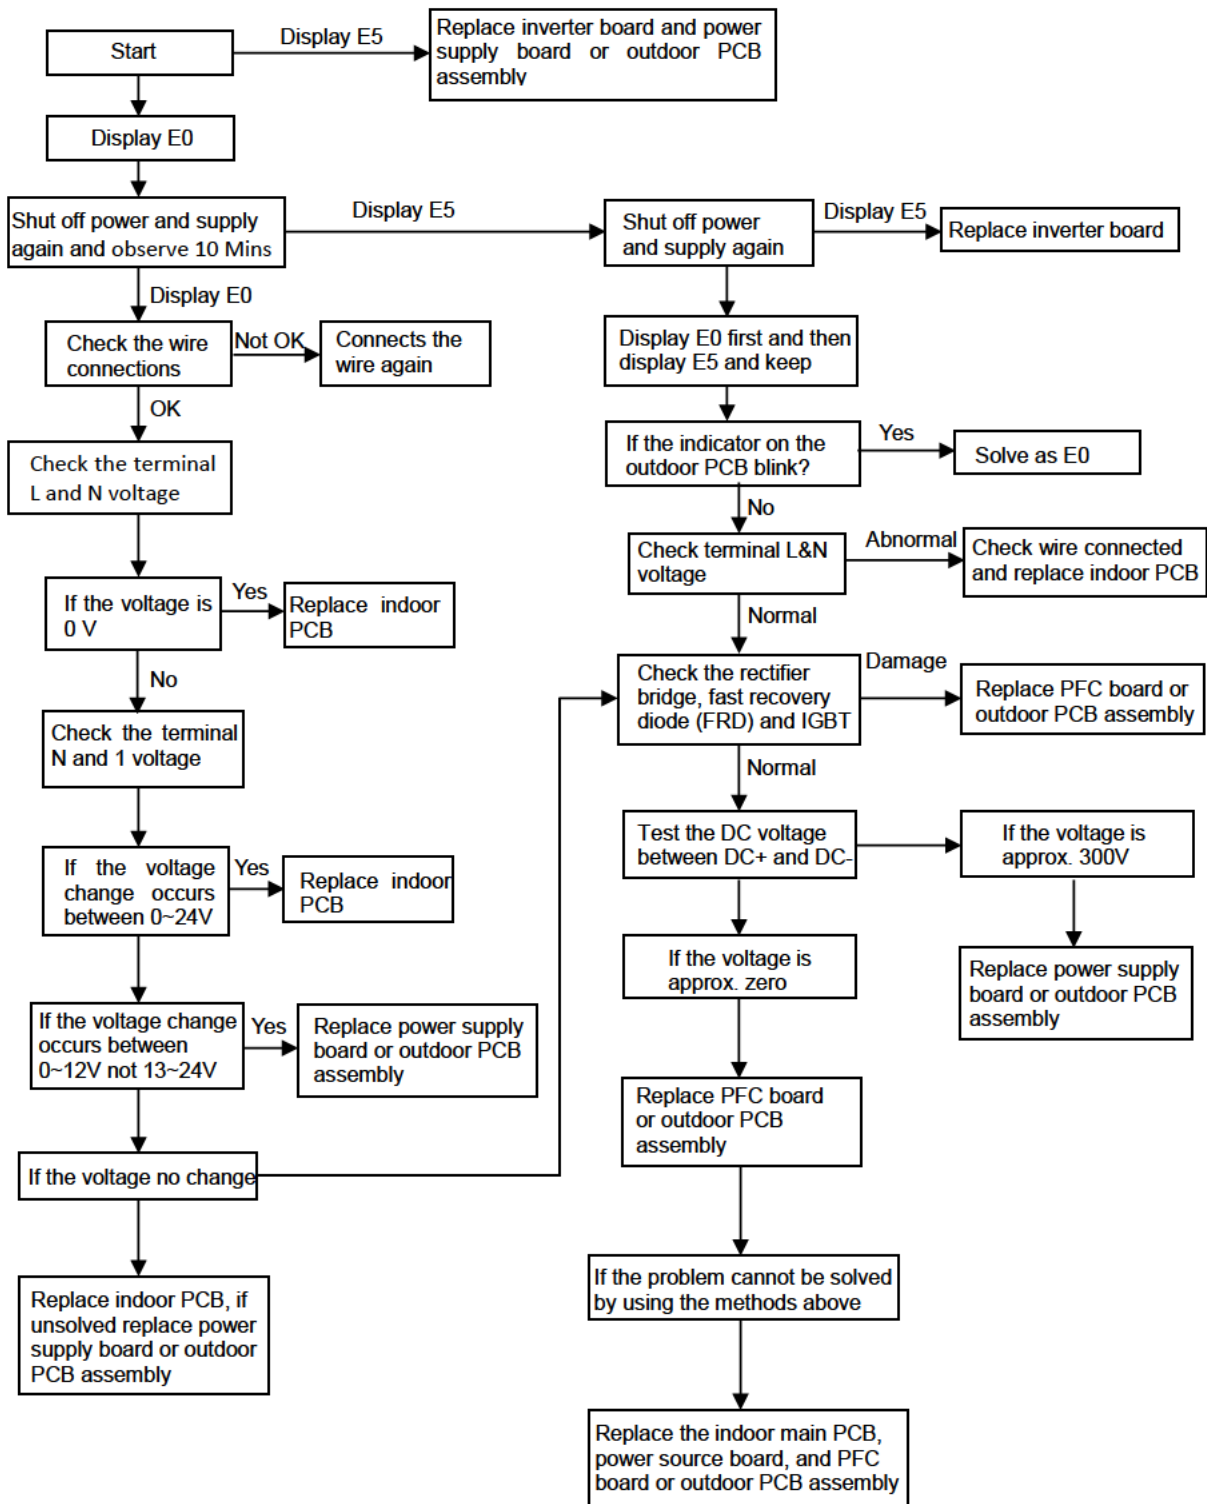 Start
Display E5
Replace inverter board and power
supply board or outdoor PCB
assembly
Display E0
Shut off power and supply
again and observe 10 Mins
Display E5
Shut off power
and supply again
Display E5
Replace inverter board
Display E0
Check the wire
connections
Not OK
Connects the
wire again
Display E0 first and then
display E5 and keep
OK
If the indicator on the
outdoor PCB blink?
Yes
Solve as E0
Check the terminal
L and N voltage
No
Check terminal L&N
voltage
Abnormal
Check wire connected
and replace indoor PCB
If the voltage is
0 V
Yes
Replace indoor
PCB
Normal
No
Check the rectifier
bridge, fast recovery
diode (FRD) and IGBT
Damage
Replace PFC board or
outdoor PCB assembly
Check the terminal
N and 1 voltage
Normal
Test the DC voltage
between DC+ and DC-
If the voltage is
approx. 300V
If the voltage
change occurs
between 0~24V
Yes
Replace indoor
PCB
If the voltage is
approx. zero
Replace power supply
board or outdoor PCB
assembly
If the voltage change
occurs between
0~12V not 13~24V
Yes
Replace power supply
board or outdoor PCB
assembly
Replace PFC board
or outdoor PCB
assembly
If the voltage no change
Replace indoor PCB, if
unsolved replace power
supply board or outdoor
PCB assembly
If the problem cannot be solved
by using the methods above
Replace the indoor main PCB,
power source board, and PFC
board or outdoor PCB assembly